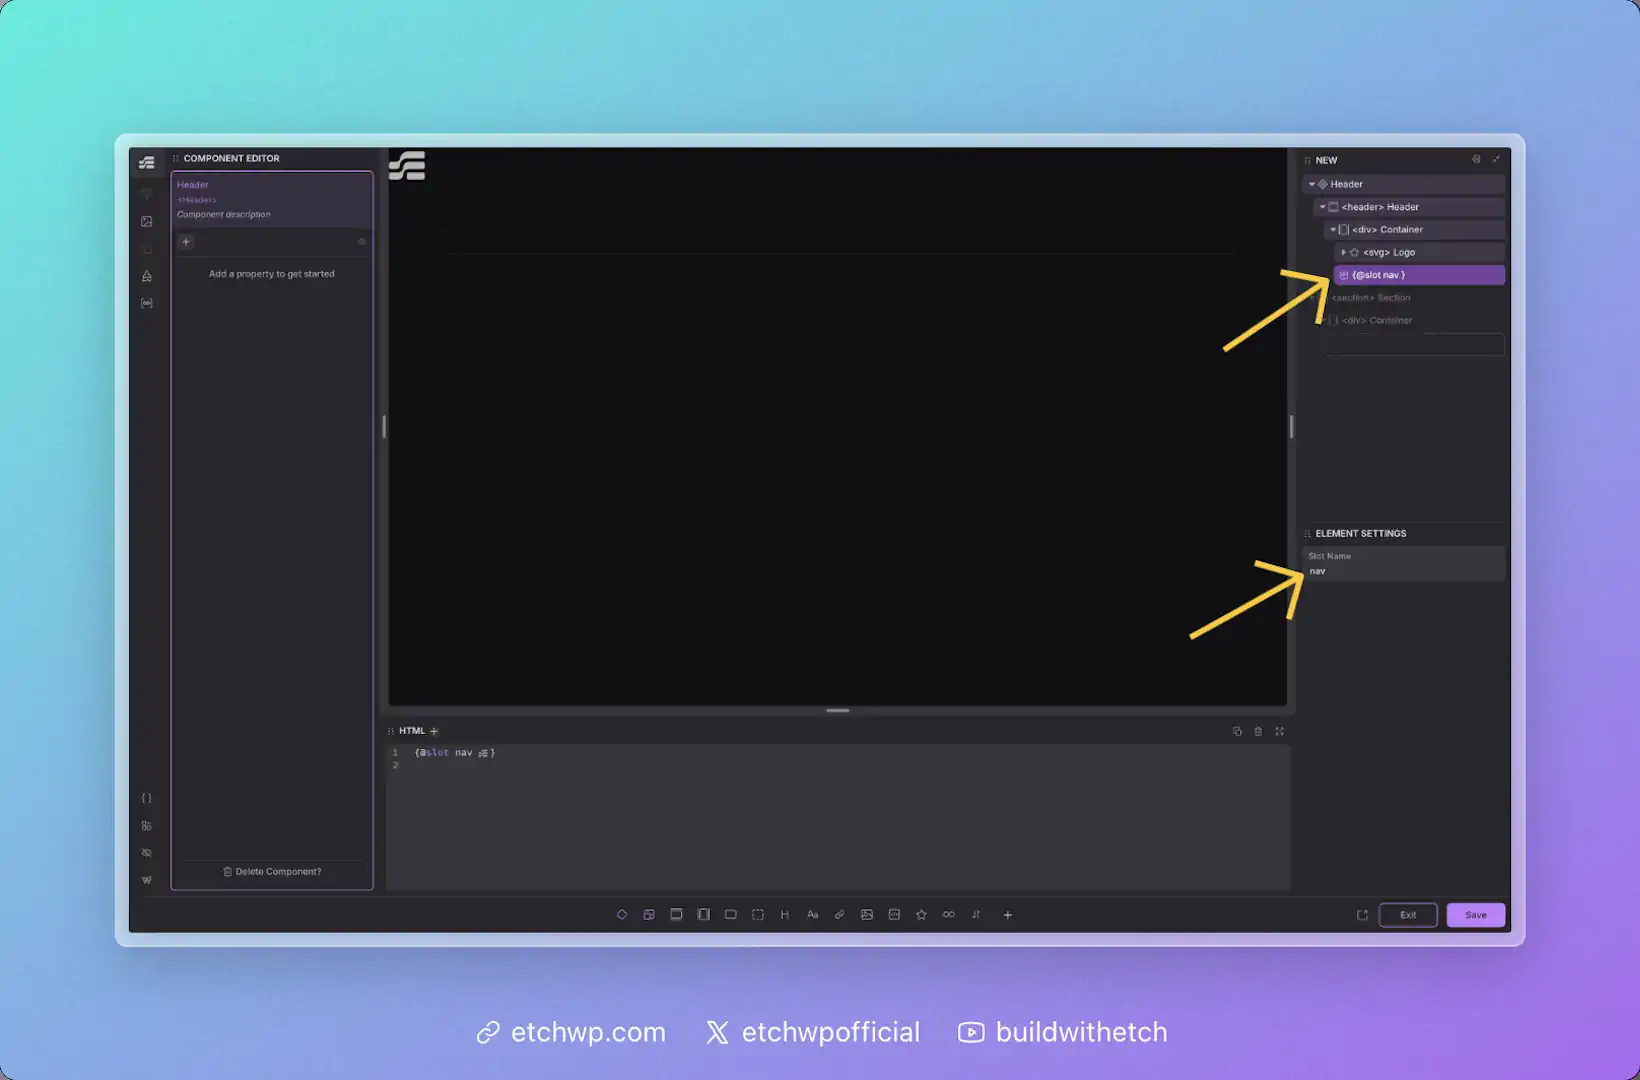 COMPONENT EDITOR
Header
<Header>
Component description
+
Add a property to get started
Delete Component?
NEW
Header
<header> Header
<div> Container
<svg> Logo
{@slot nav }
<section> Section
<div> Container
ELEMENT SETTINGS
Slot Name
nav
HTML +
1 {@slot nav }
2
H
Aa
Exit
Save
etchwp.com
etchwpofficial
buildwithetch